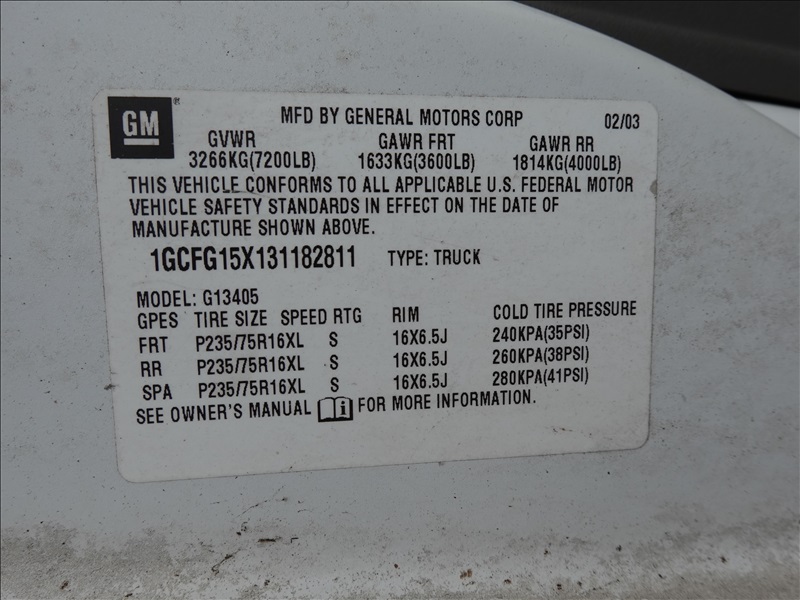 GM ® MFD BY GENERAL MOTORS CORP 02/03
GVWR GAWR FRT GAWR RR
3266KG(7200LB) 1633KG(3600LB) 1814KG(4000LB)
THIS VEHICLE CONFORMS TO ALL APPLICABLE U.S. FEDERAL MOTOR
VEHICLE SAFETY STANDARDS IN EFFECT ON THE DATE OF
MANUFACTURE SHOWN ABOVE.
1GCFG15X131182811 TYPE: TRUCK
MODEL: G13405
GPES TIRE SIZE SPEED RTG RIM COLD TIRE PRESSURE
FRT P235/75R16XL S 16X6.5J 240KPA(35PSI)
RR P235/75R16XL S 16X6.5J 260KPA(38PSI)
SPA P235/75R16XL S 16X6.5J 280KPA(41PSI)
SEE OWNER'S MANUAL i FOR MORE INFORMATION.